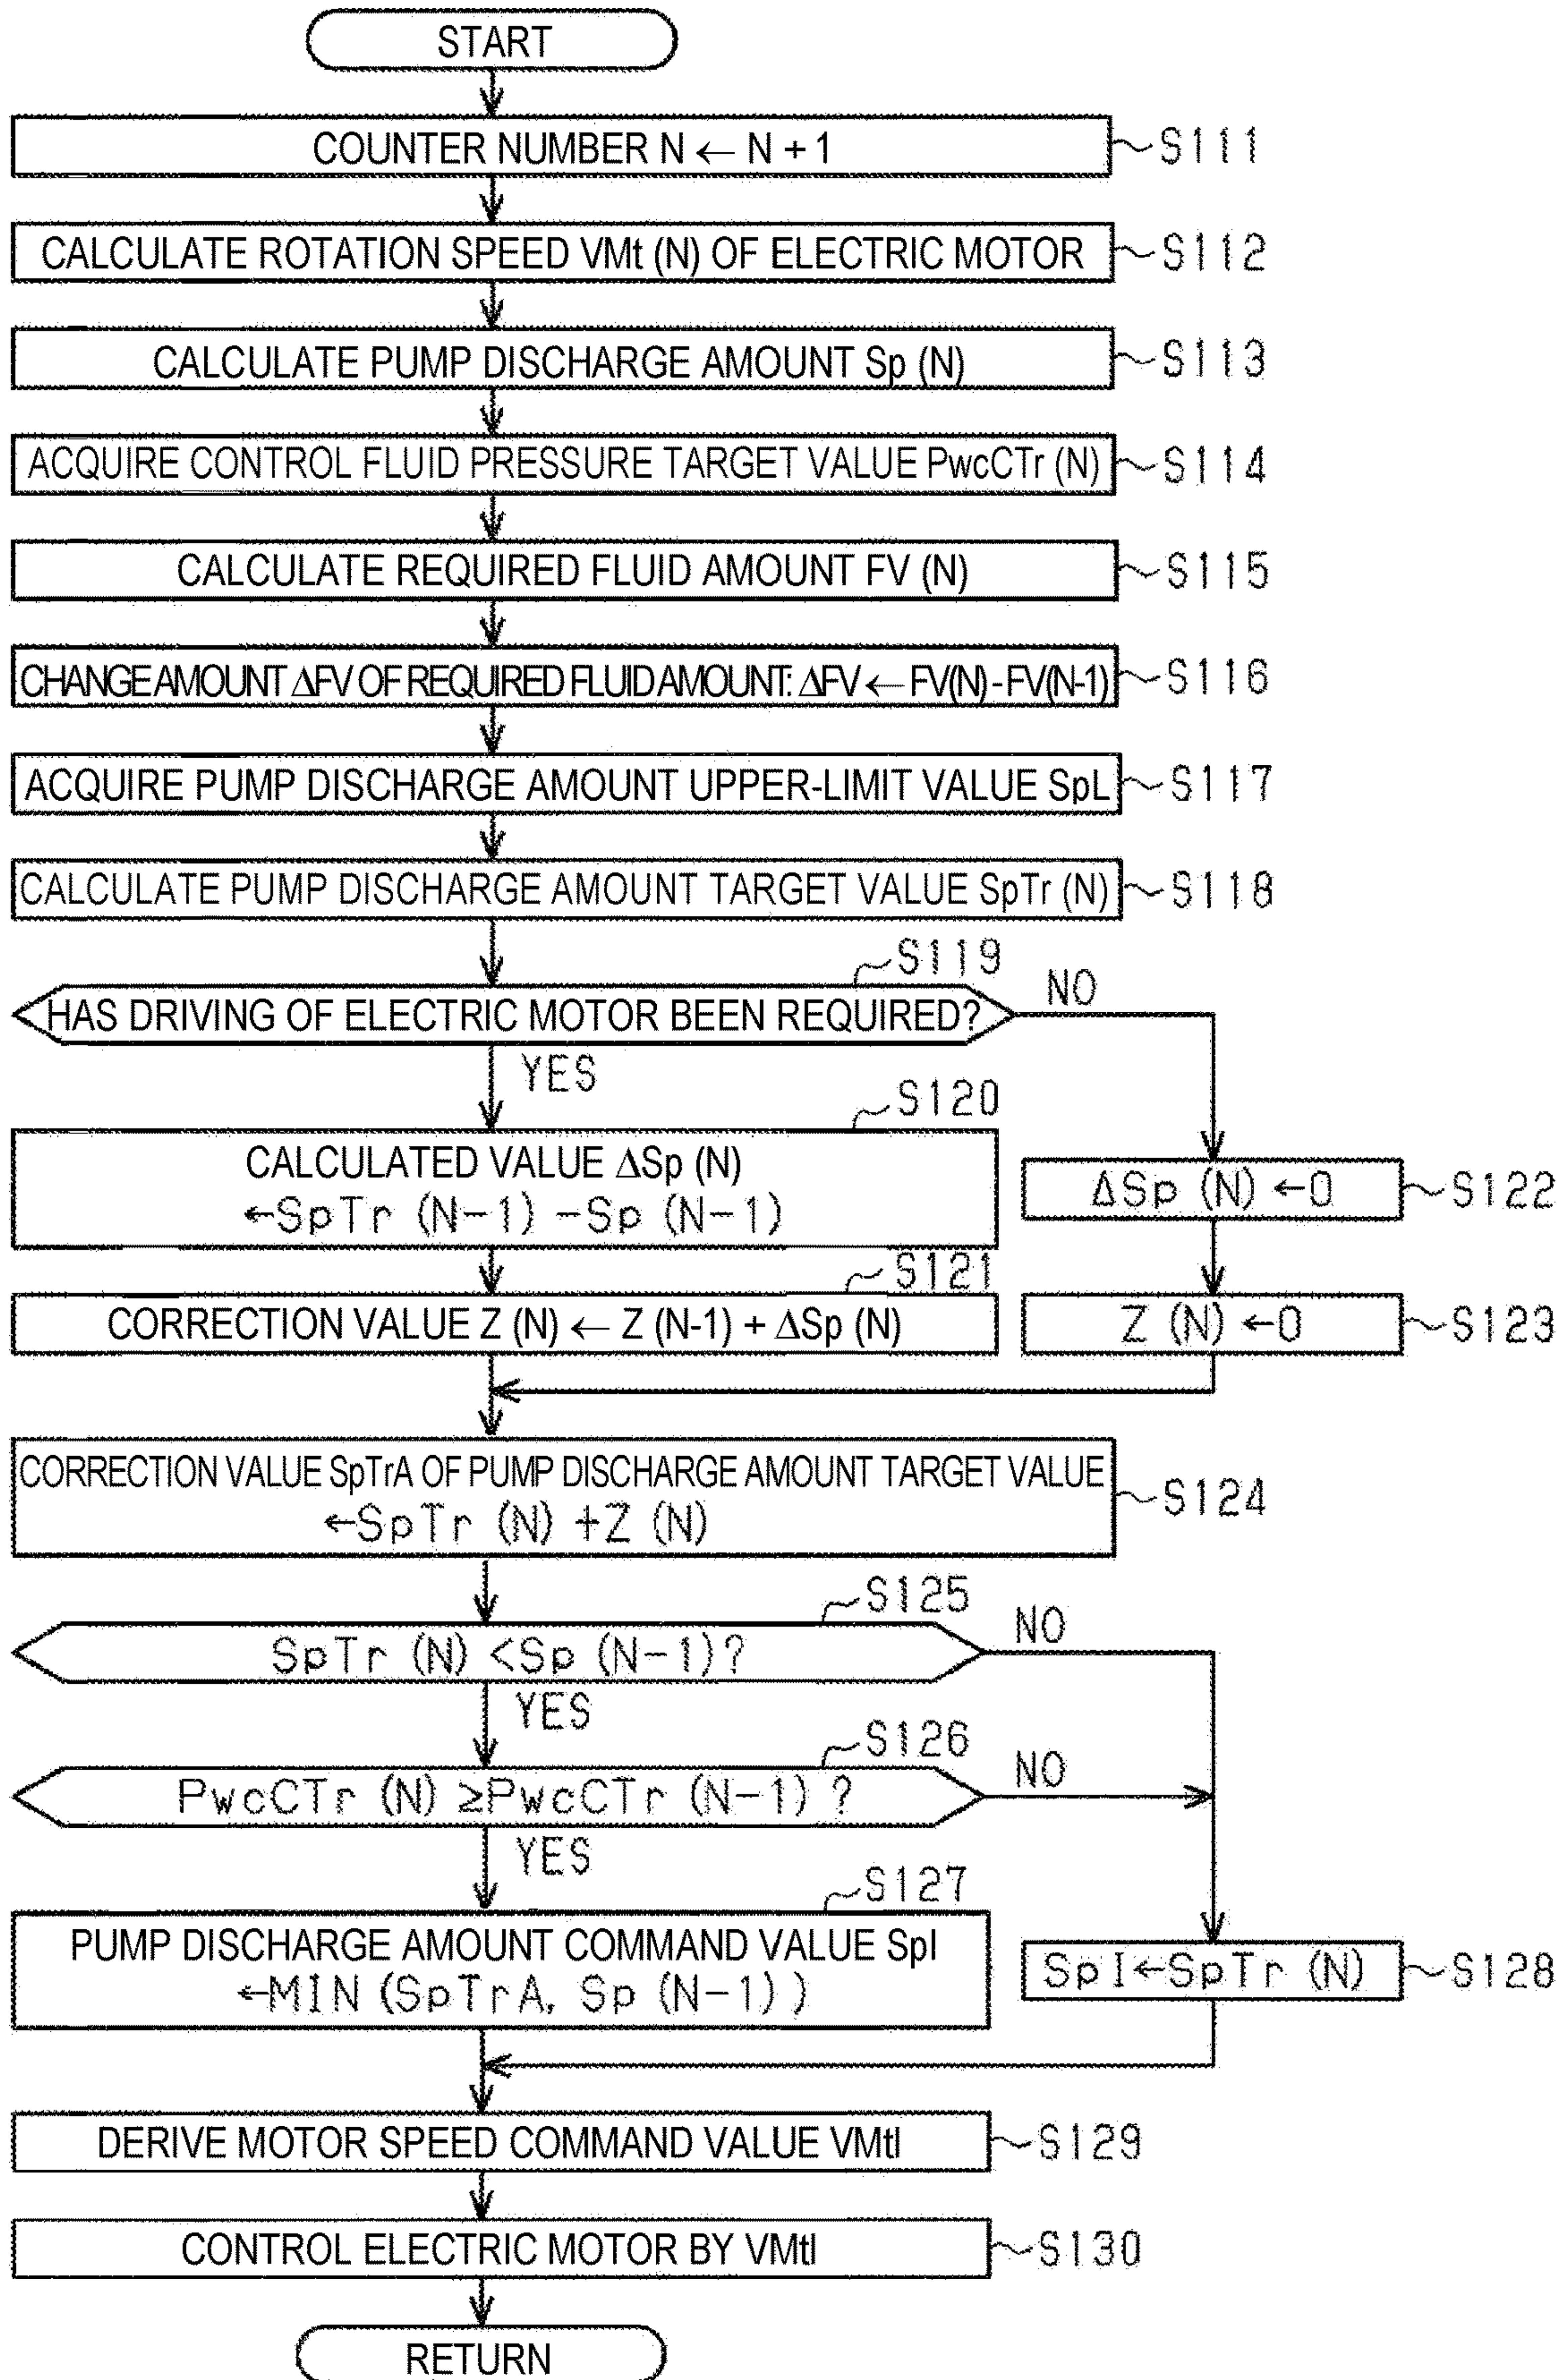 START
COUNTER NUMBER N ← N + 1
S111
CALCULATE ROTATION SPEED VMt (N) OF ELECTRIC MOTOR
S112
CALCULATE PUMP DISCHARGE AMOUNT Sp (N)
S113
ACQUIRE CONTROL FLUID PRESSURE TARGET VALUE PwcCTr (N)
S114
CALCULATE REQUIRED FLUID AMOUNT FV (N)
S115
CHANGE AMOUNT ΔFV OF REQUIRED FLUID AMOUNT: ΔFV ← FV(N)-FV(N-1)
S116
ACQUIRE PUMP DISCHARGE AMOUNT UPPER-LIMIT VALUE SpL
S117
CALCULATE PUMP DISCHARGE AMOUNT TARGET VALUE SpTr (N)
S118
S119
HAS DRIVING OF ELECTRIC MOTOR BEEN REQUIRED?
NO
YES
S120
CALCULATED VALUE ΔSp (N)
←SpTr (N-1) -Sp (N-1)
ΔSp (N) ←0
S122
S121
CORRECTION VALUE Z (N) ← Z (N-1) + ΔSp (N)
Z (N) ←0
S123
CORRECTION VALUE SpTrA OF PUMP DISCHARGE AMOUNT TARGET VALUE
←SpTr (N) +Z (N)
S124
S125
SpTr (N) <Sp (N-1)?
NO
YES
S126
PwcCTr (N) ≥PwcCTr (N-1) ?
NO
YES
S127
PUMP DISCHARGE AMOUNT COMMAND VALUE SpI
←MIN (SpTrA, Sp (N-1) )
SpI←SpTr (N)
S128
DERIVE MOTOR SPEED COMMAND VALUE VMtI
S129
CONTROL ELECTRIC MOTOR BY VMtI
S130
RETURN